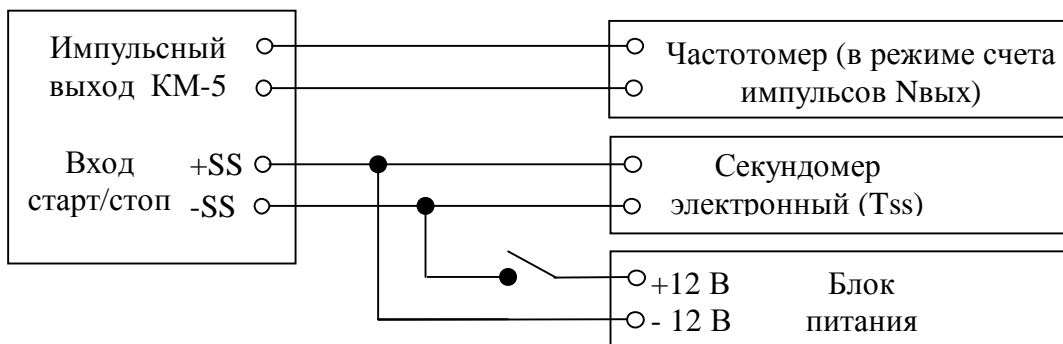 Импульсный
выход КМ-5
Частотомер (в режиме счета
импульсов Nвых)
Вход +SS
старт/стоп -SS
Секундомер
электронный (Tss)
+12 В Блок
- 12 В питания